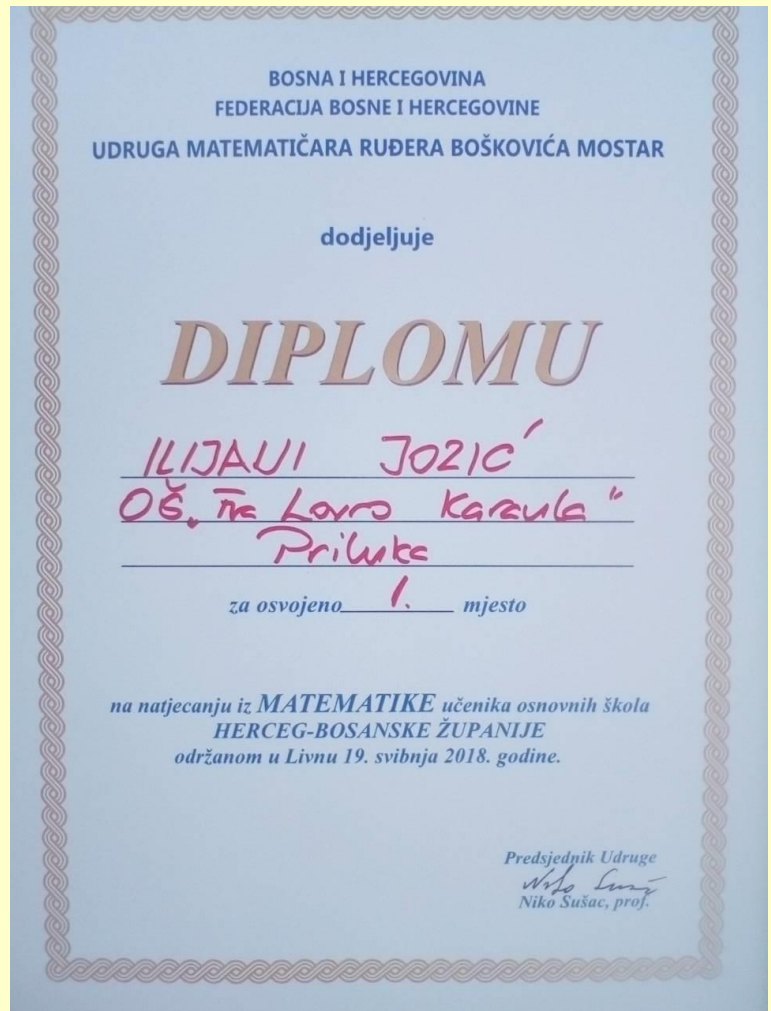 BOSNA I HERCEGOVINA
FEDERACIJA BOSNE I HERCEGOVINE
UDRUGA MATEMATIČARA RUĐERA BOŠKOVIĆA MOSTAR
dodjeljuje
DIPLOMU
ILIJAUI JOZIĆ
OŠ „Fra Lovro Karaula"
Priluka
za osvojeno 1. mjesto
na natjecanju iz MATEMATIKE učenika osnovnih škola
HERCEG-BOSANSKE ŽUPANIJE
održanom u Livnu 19. svibnja 2018. godine.
Predsjednik Udruge
Niko Sušac, prof.